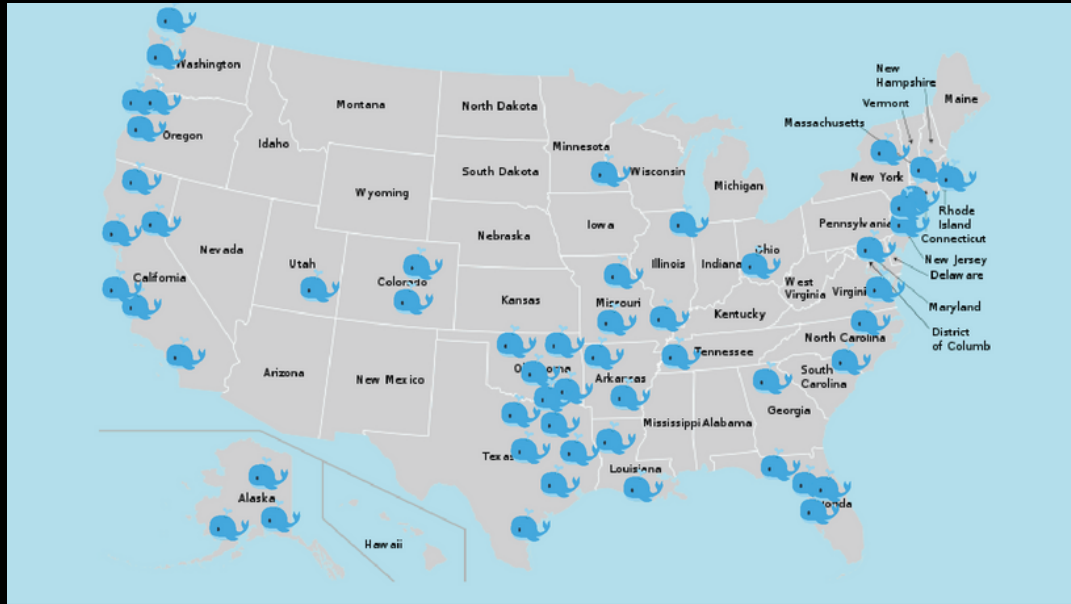 New
Hampshire
Washington
Maine
Montana
North Dakota
Vermont
Massachusetts
Oregon
Idaho
Minnesota
South Dakota
Wisconsin
New York
Michigan
Wyoming
Rhode
Island
Connecticut
Pennsylvania
Nebraska
Iowa
Nevada
Ohio
New Jersey
Utah
Illinois
Indiana
Delaware
California
Colorado
West
Virginia
Virgini
Kansas
Missouri
Maryland
Kentucky
District
of Columb
North Carolina
Tennessee
Arizona
New Mexico
Arkansas
South
Carolina
Georgia
Mississippi
Alabama
Texas
Louisiana
Alaska
Hawaii